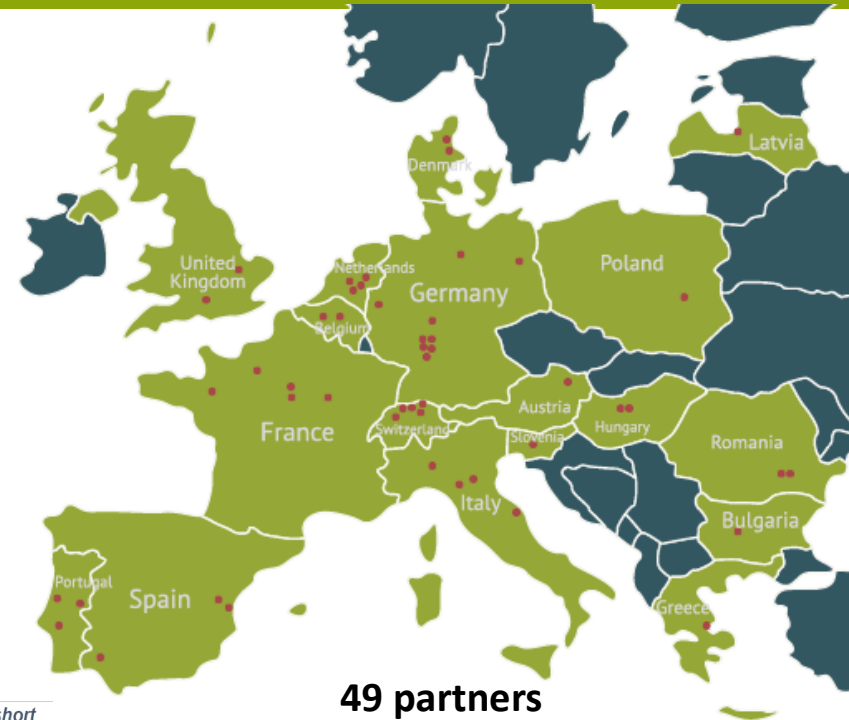 Latvia
Denmark
United
Kingdom
Netherlands
Poland
Germany
Belgium
Austria
France
Switzerland
Hungary
Slovenia
Romania
Italy
Bulgaria
Portugal
Spain
Greece
49 partners
short